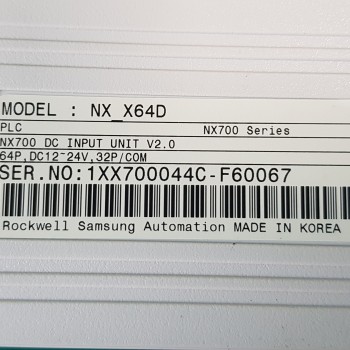 MODEL : NX_X64D
PLC NX700 Series
NX700 DC INPUT UNIT V2.0
64P,DC12~24V,32P/COM
SER.NO:1XX700044C-F60067
Rockwell Samsung Automation MADE IN KOREA